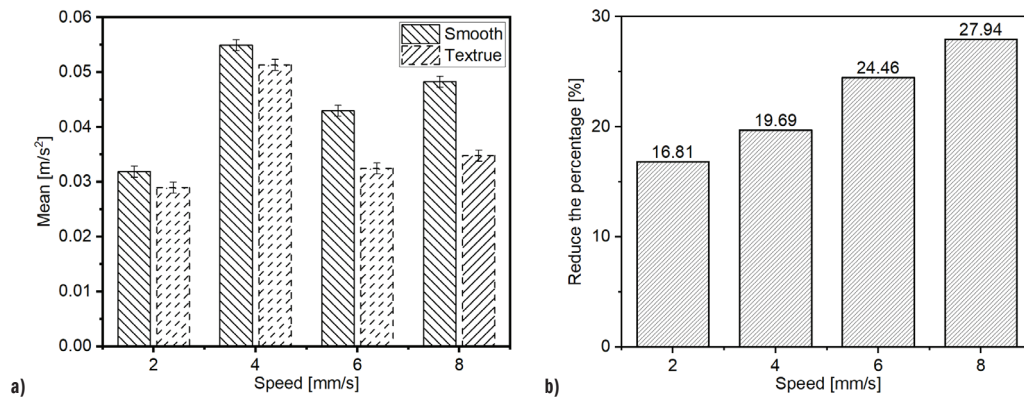 0.06
0.05
0.04
0.03
0.02
0.01
0.00
Mean [m/s²]
Smooth
Textrue
2 4 6 8
Speed [mm/s]
a)
30
20
10
0
Reduce the percentage [%]
16.81
19.69
24.46
27.94
2 4 6 8
Speed [mm/s]
b)